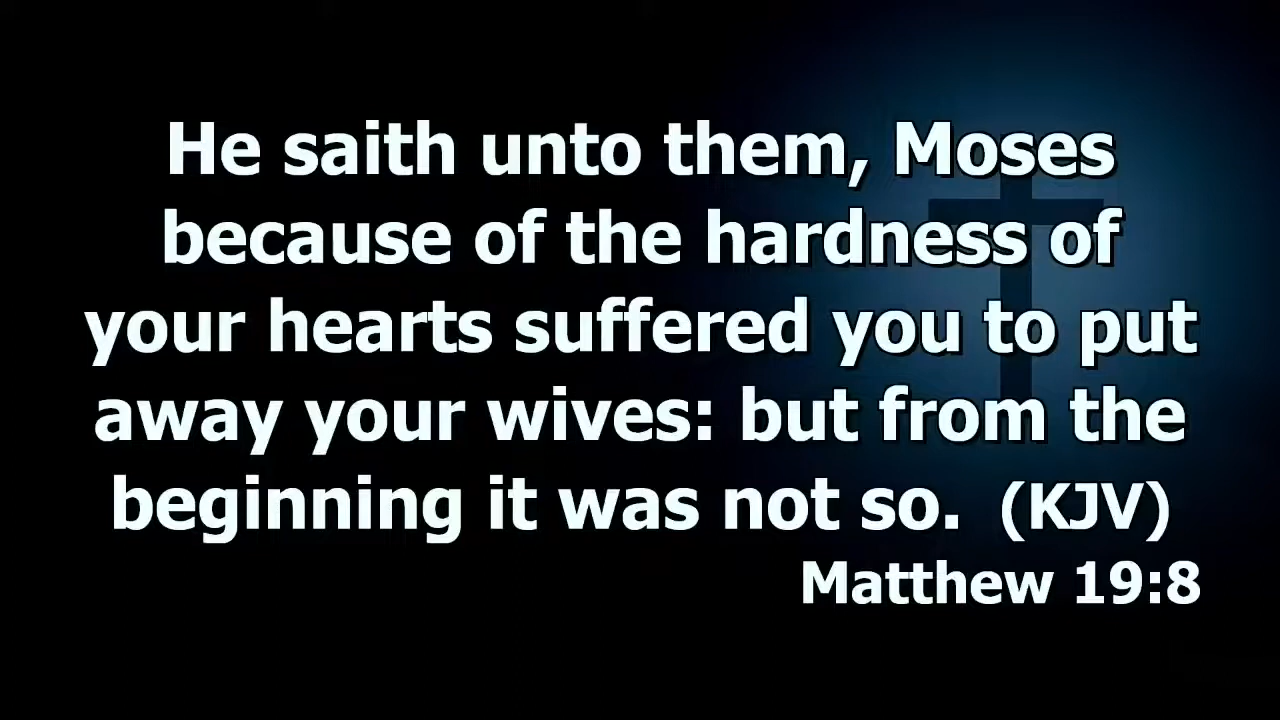 He saith unto them, Moses
because of the hardness of
your hearts suffered you to put
away your wives: but from the
beginning it was not so. (KJV)
Matthew 19:8